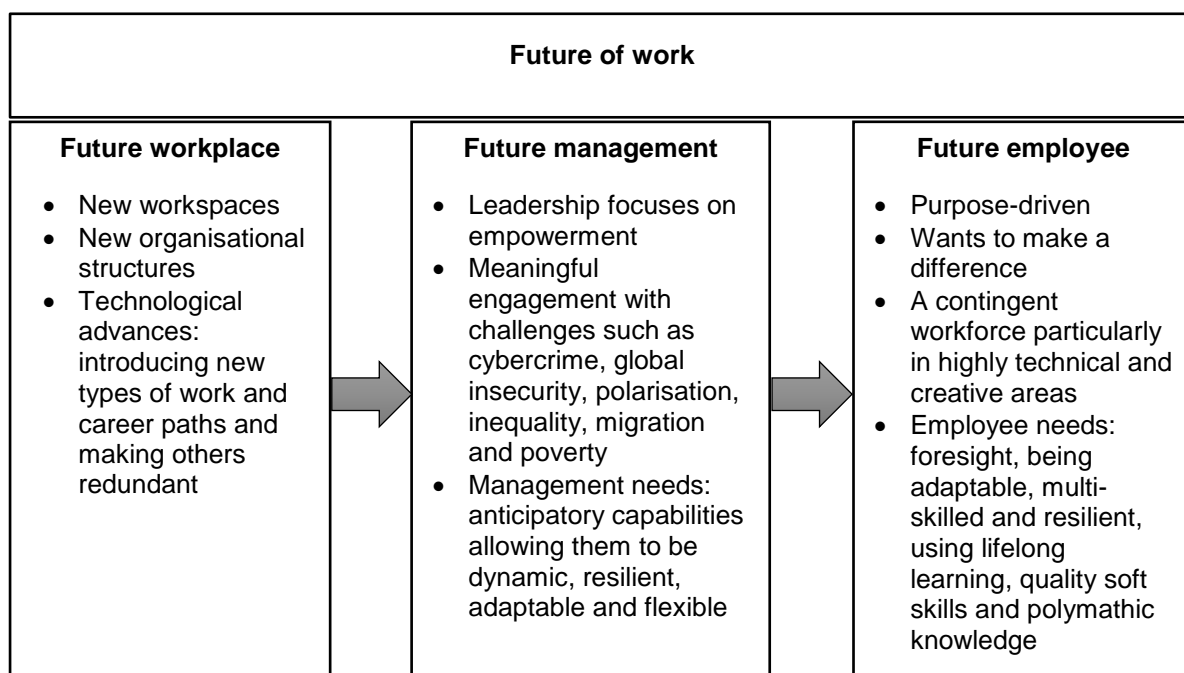 Future of work
Future workplace
• New workspaces
• New organisational
structures
• Technological
advances:
introducing new
types of work and
career paths and
making others
redundant
Future management
• Leadership focuses on
empowerment
• Meaningful
engagement with
challenges such as
cybercrime, global
insecurity, polarisation,
inequality, migration
and poverty
• Management needs:
anticipatory capabilities
allowing them to be
dynamic, resilient,
adaptable and flexible
Future employee
• Purpose-driven
• Wants to make a
difference
• A contingent
workforce particularly
in highly technical and
creative areas
• Employee needs:
foresight, being
adaptable, multi-
skilled and resilient,
using lifelong
learning, quality soft
skills and polymathic
knowledge